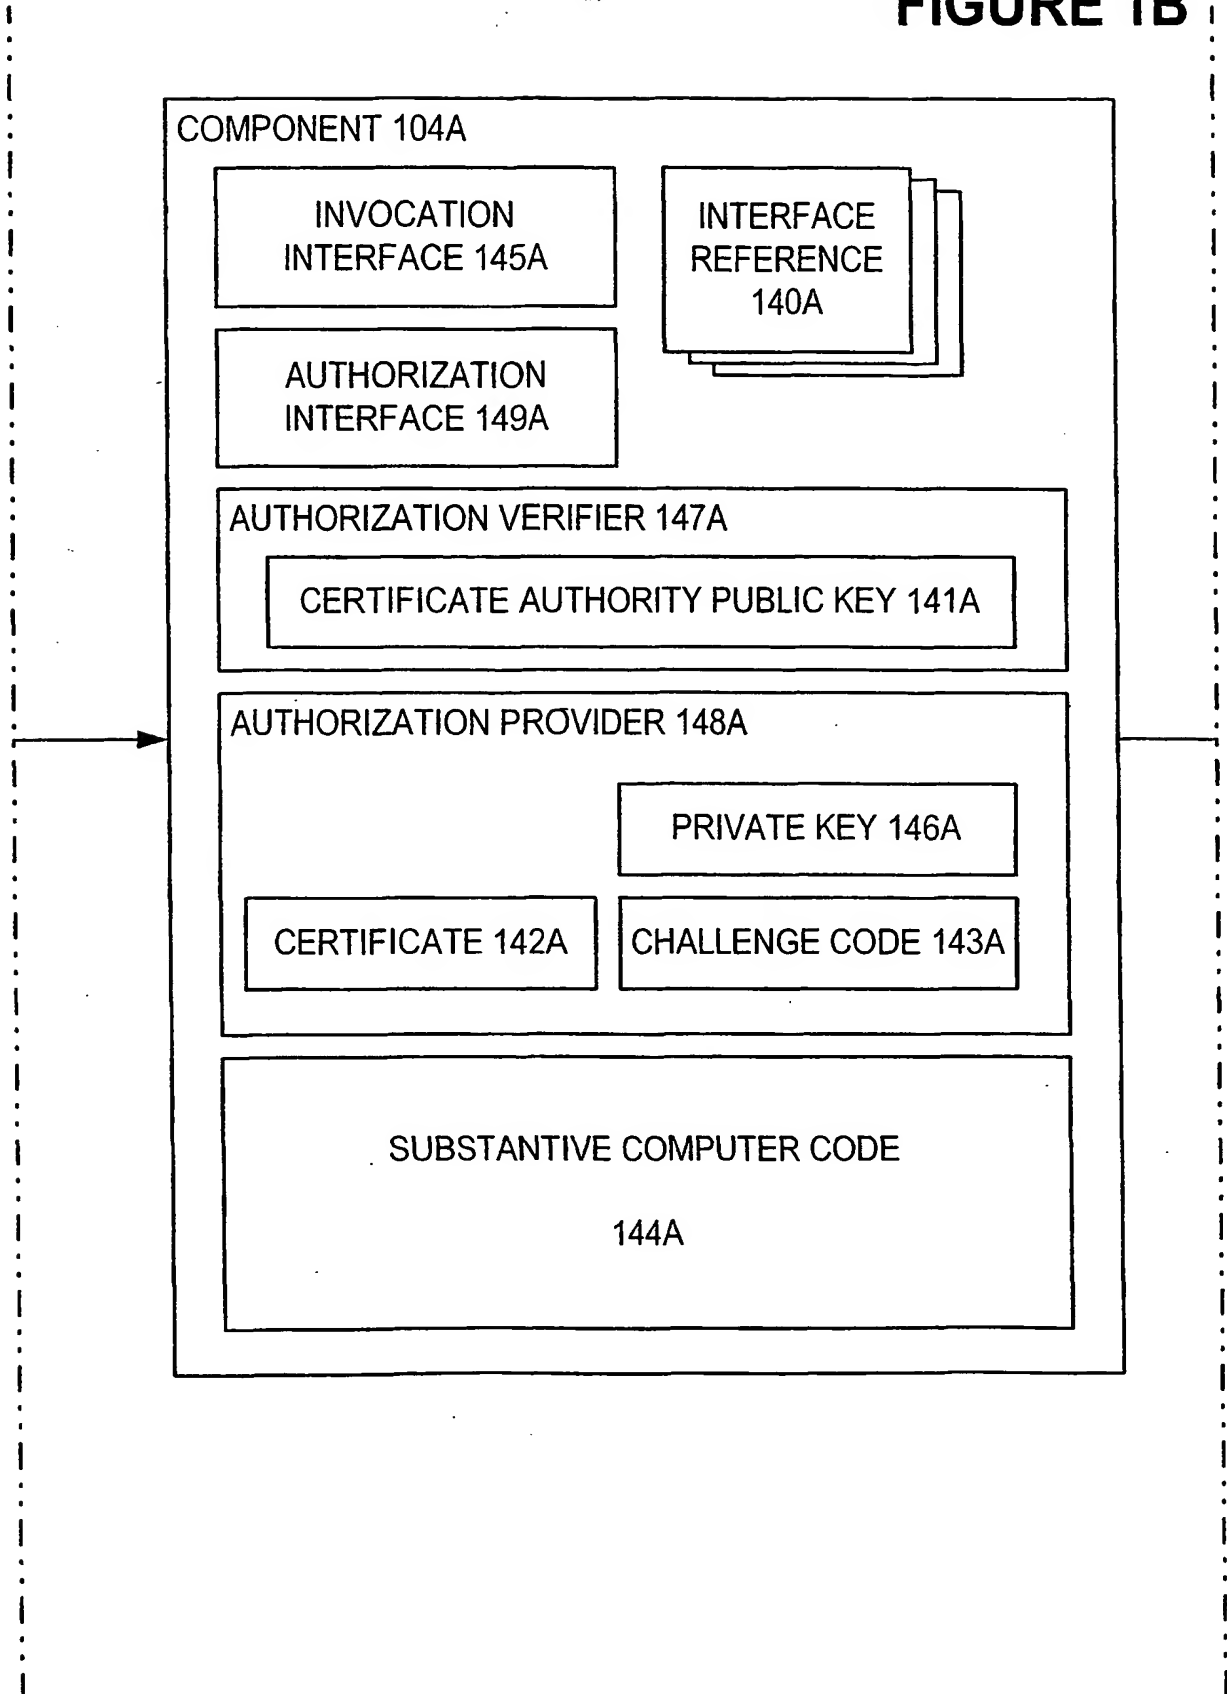 FIGURE 1B
COMPONENT 104A
INVOCATION
INTERFACE 145A
INTERFACE
REFERENCE
140A
AUTHORIZATION
INTERFACE 149A
AUTHORIZATION VERIFIER 147A
CERTIFICATE AUTHORITY PUBLIC KEY 141A
AUTHORIZATION PROVIDER 148A
PRIVATE KEY 146A
CERTIFICATE 142A
CHALLENGE CODE 143A
SUBSTANTIVE COMPUTER CODE
144A